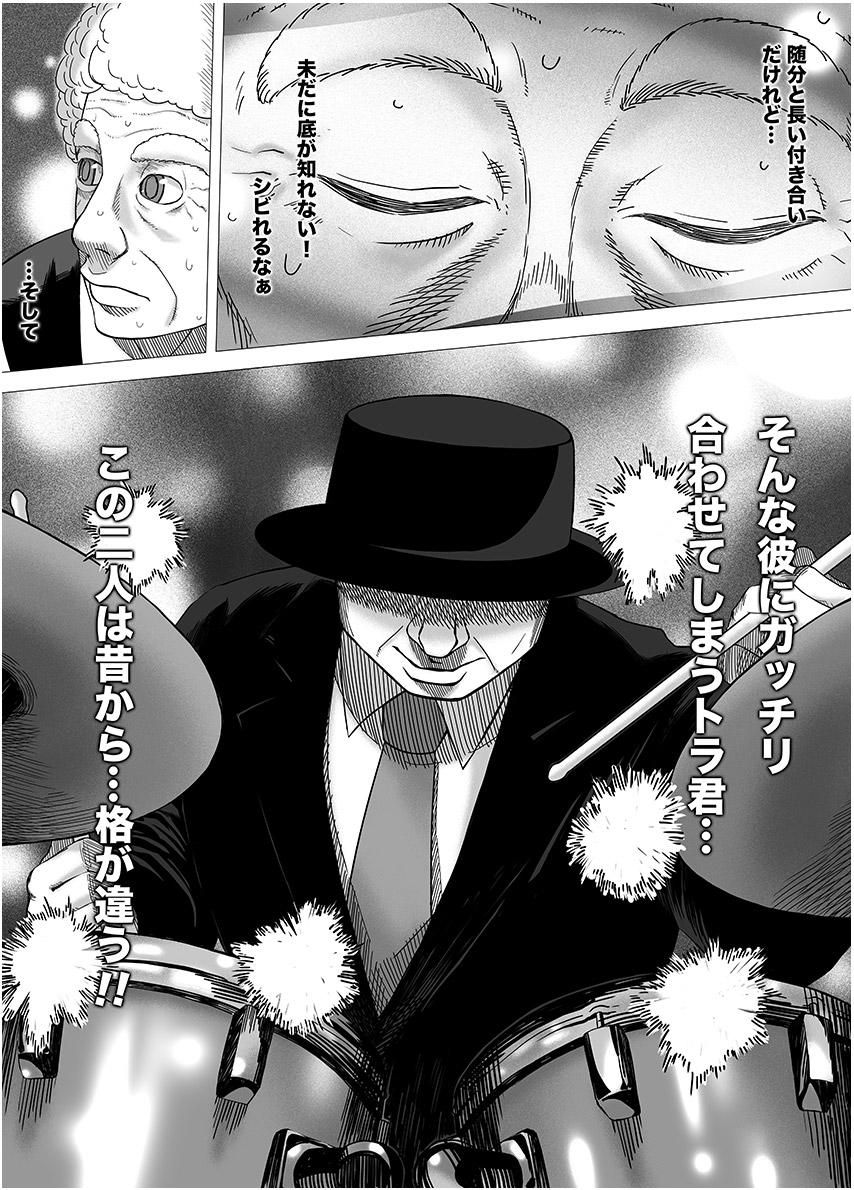 随分と長い付き合い
だけれど…
未だに底が知れない！
シビれるなぁ
…そして
そんな彼にガッチリ
合わせてしまうトラ君…
この二人は昔から…格が違う!!